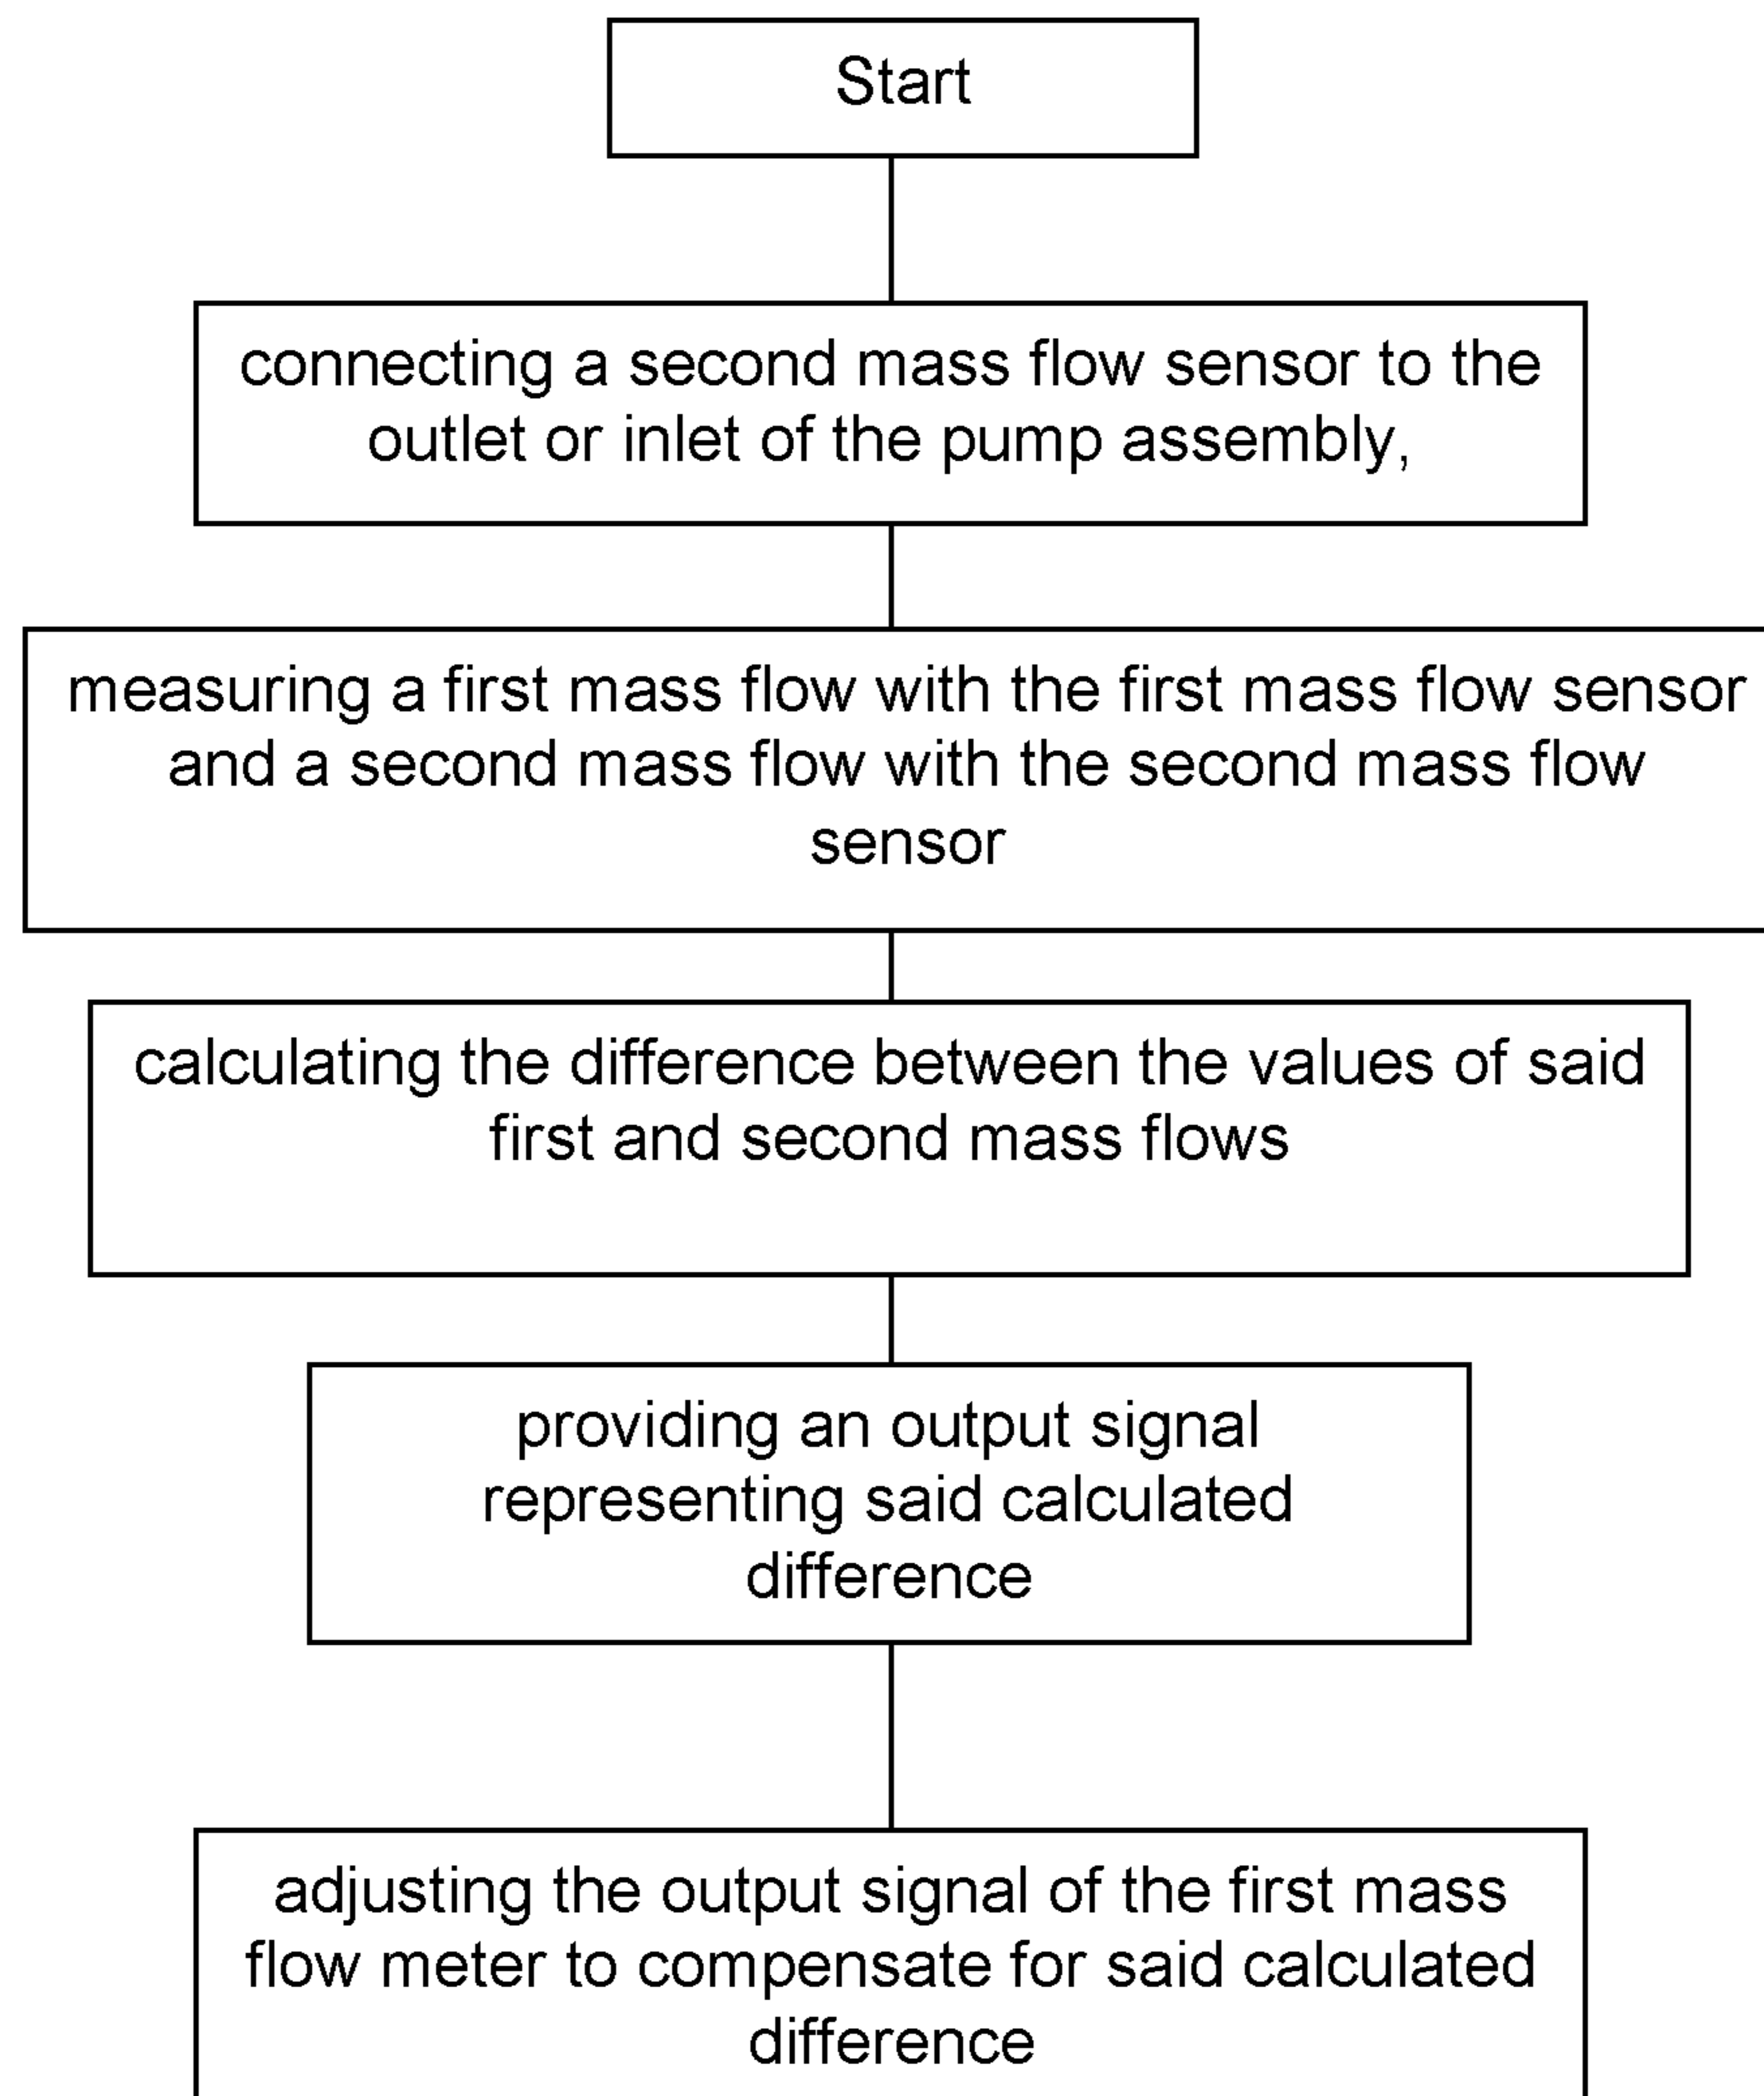 Start
connecting a second mass flow sensor to the
outlet or inlet of the pump assembly,
measuring a first mass flow with the first mass flow sensor
and a second mass flow with the second mass flow
sensor
calculating the difference between the values of said
first and second mass flows
providing an output signal
representing said calculated
difference
adjusting the output signal of the first mass
flow meter to compensate for said calculated
difference